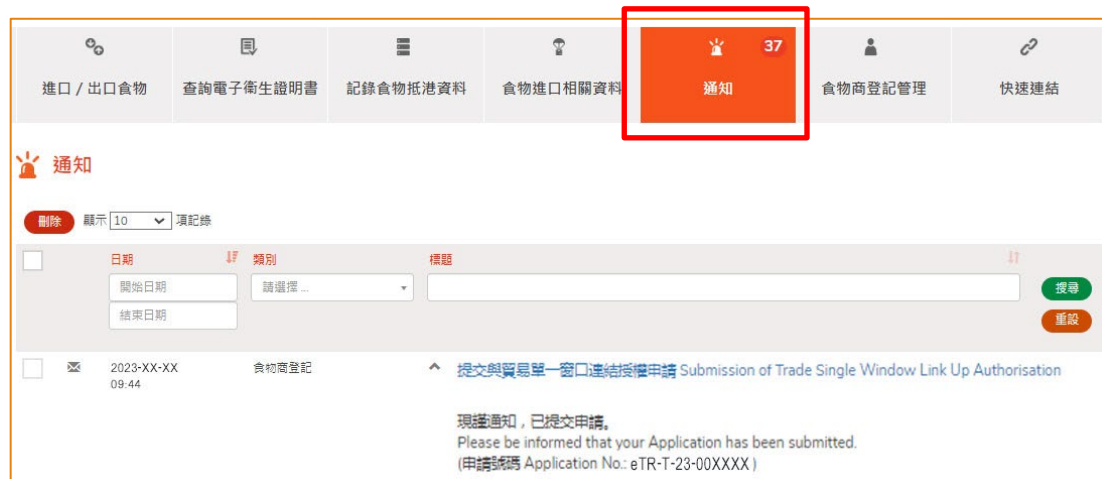 37
進口 / 出口食物
查詢電子衞生證明書
記錄食物抵港資料
食物進口相關資料
通知
食物商登記管理
快速連結
通知
刪除 顯示 10 項記錄
日期 類別 標題
開始日期 請選擇 ...
搜尋
結束日期
重設
2023-XX-XX 食物商登記 提交與貿易單一窗口連結授權申請 Submission of Trade Single Window Link Up Authorisation
09:44
現謹通知，已提交申請。
Please be informed that your Application has been submitted.
(申請號碼 Application No.: eTR-T-23-00XXXX )